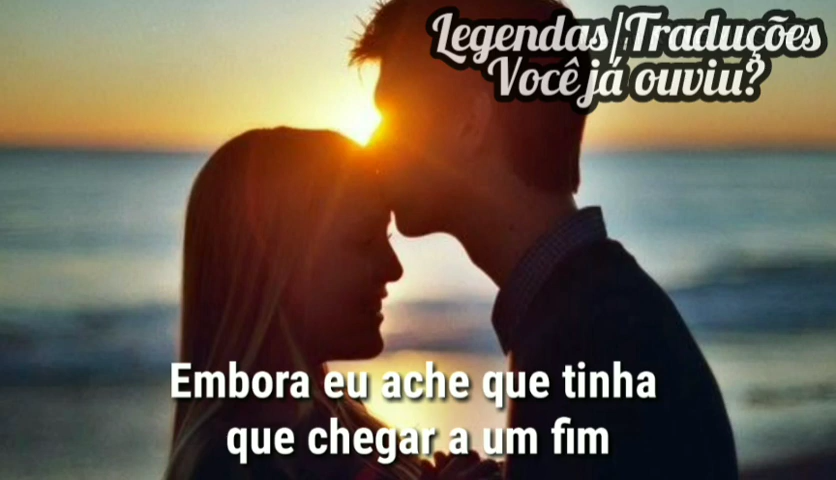 Legendas/Traduções
Você já ouviu?
Embora eu ache que tinha
que chegar a um fim